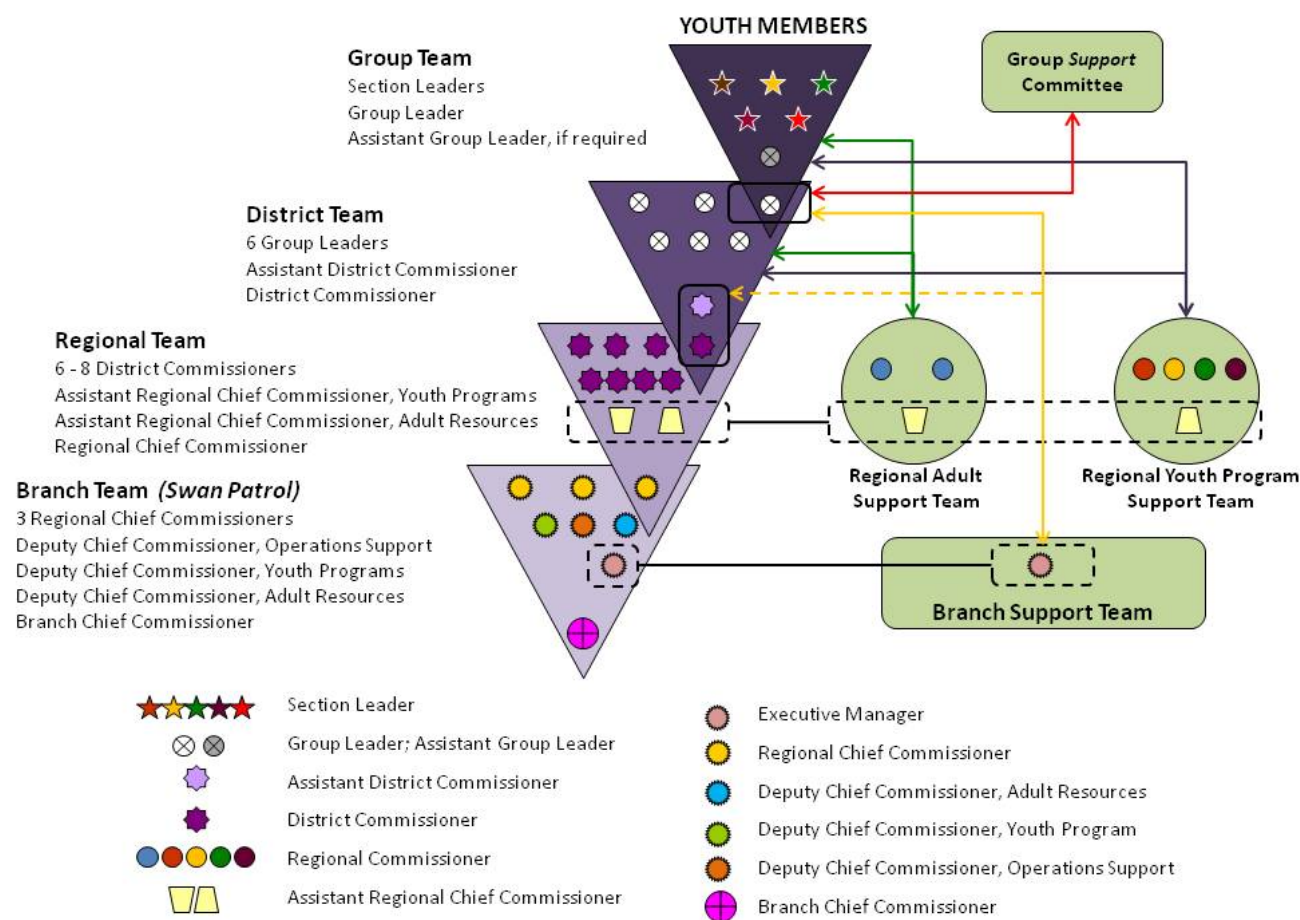 YOUTH MEMBERS
Group Team
Section Leaders
Group Leader
Assistant Group Leader, if required
Group Support
Committee
District Team
6 Group Leaders
Assistant District Commissioner
District Commissioner
Regional Team
6 - 8 District Commissioners
Assistant Regional Chief Commissioner, Youth Programs
Assistant Regional Chief Commissioner, Adult Resources
Regional Chief Commissioner
Regional Adult
Support Team
Regional Youth Program
Support Team
Branch Team (Swan Patrol)
3 Regional Chief Commissioners
Deputy Chief Commissioner, Operations Support
Deputy Chief Commissioner, Youth Programs
Deputy Chief Commissioner, Adult Resources
Branch Chief Commissioner
Branch Support Team
Section Leader
Group Leader; Assistant Group Leader
Assistant District Commissioner
District Commissioner
Regional Commissioner
Assistant Regional Chief Commissioner
Executive Manager
Regional Chief Commissioner
Deputy Chief Commissioner, Adult Resources
Deputy Chief Commissioner, Youth Program
Deputy Chief Commissioner, Operations Support
Branch Chief Commissioner